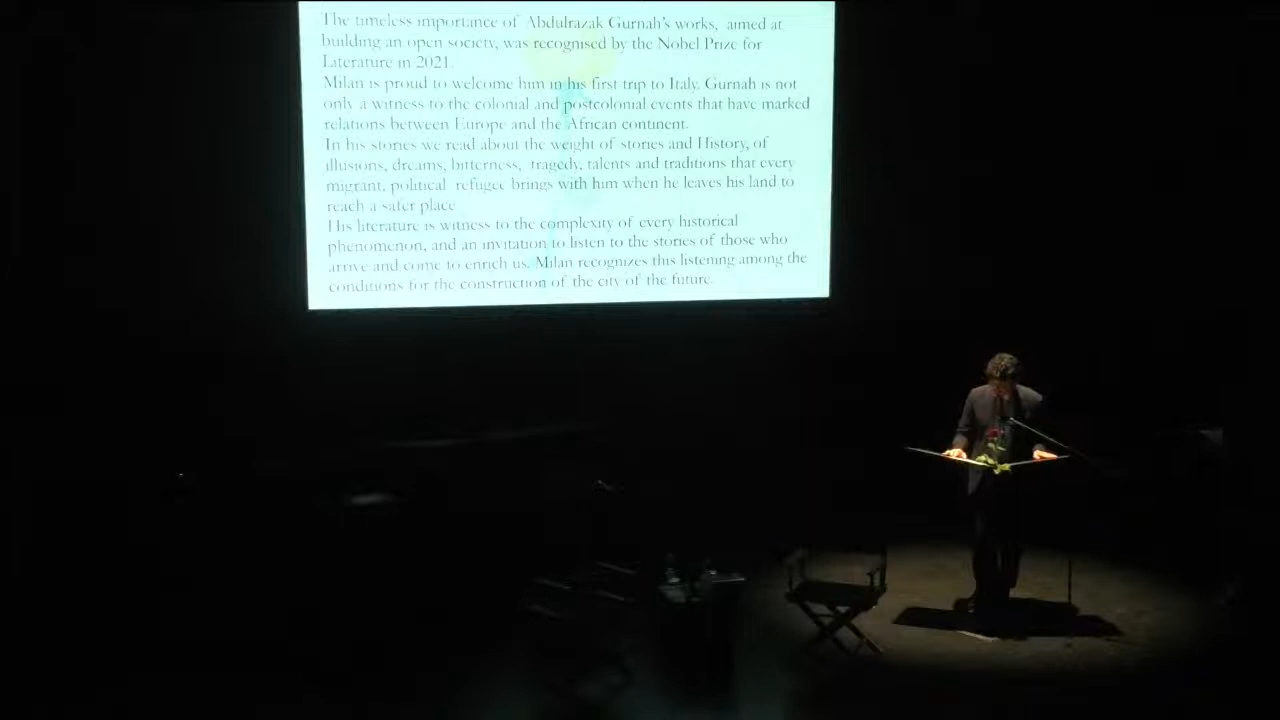 The timeless importance of Abdulrazak Gurnah's works, aimed at
building an open society, was recognised by the Nobel Prize for
Literature in 2021.
Milan is proud to welcome him in his first trip to Italy. Gurnah is not
only a witness to the colonial and postcolonial events that have marked
relations between Europe and the African continent.
In his stories we read about the weight of stories and History, of
illusions, dreams, bitterness, tragedy, talents and traditions that every
migrant, political refugee brings with him when he leaves his land to
reach a safer place
His literature is witness to the complexity of every historical
phenomenon, and an invitation to listen to the stories of those who
arrive and come to enrich us. Milan recognizes this listening among the
conditions for the construction of the city of the future.